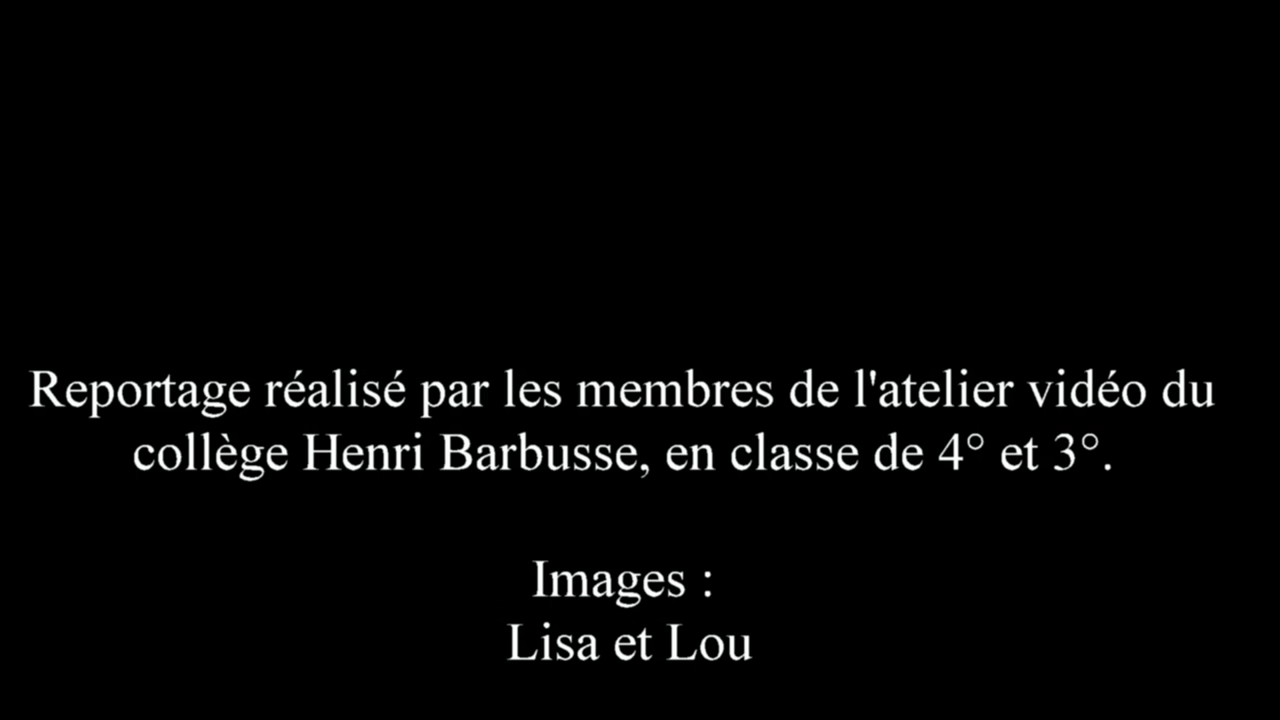 Reportage réalisé par les membres de l'atelier vidéo du
collège Henri Barbusse, en classe de 4° et 3°.
Images :
Lisa et Lou